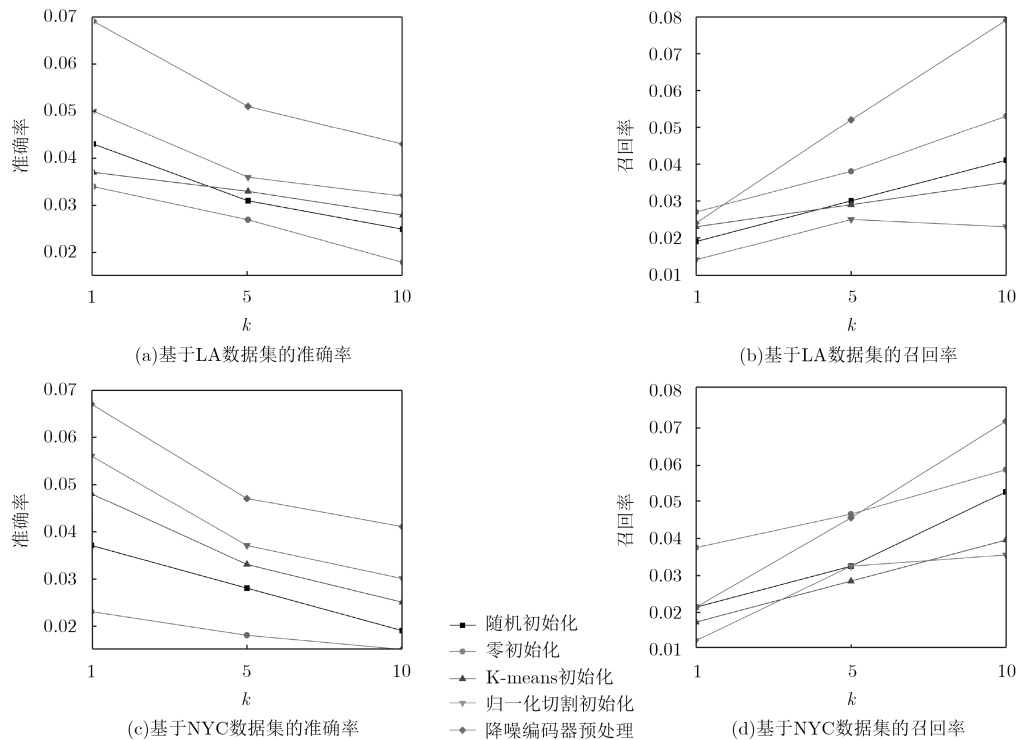 0.07
0.06
0.05
0.04
0.03
0.02
准确率
1
5
10
k
(a)基于LA数据集的准确率
0.08
0.07
0.06
0.05
0.04
0.03
0.02
0.01
召回率
1
5
10
k
(b)基于LA数据集的召回率
0.07
0.06
0.05
0.04
0.03
0.02
准确率
1
5
10
k
(c)基于NYC数据集的准确率
随机初始化
零初始化
K-means初始化
归一化切割初始化
降噪编码器预处理
0.08
0.07
0.06
0.05
0.04
0.03
0.02
0.01
召回率
1
5
10
k
(d)基于NYC数据集的召回率